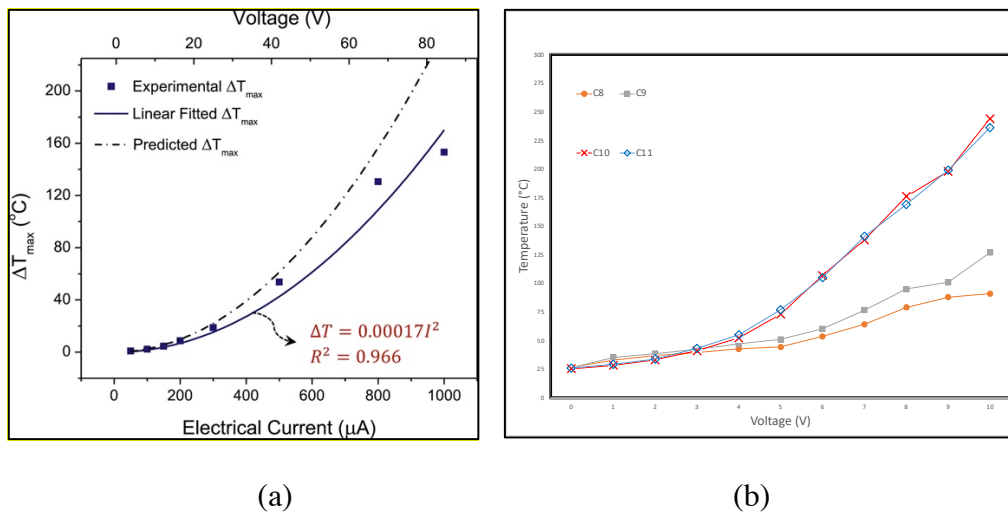 Voltage (V)
0 20 40 60 80
Experimental ΔTmax
Linear Fitted ΔTmax
Predicted ΔTmax
ΔTmax (°C)
200
160
120
80
40
0
ΔT = 0.00017I²
R² = 0.966
0 200 400 600 800 1000
Electrical Current (μA)
(a)
300
275
250
225
200
175
150
125
100
75
50
25
0
C8 C9
C10 C11
Temperature (°C)
0 1 2 3 4 5 6 7 8 9 10
Voltage (V)
(b)